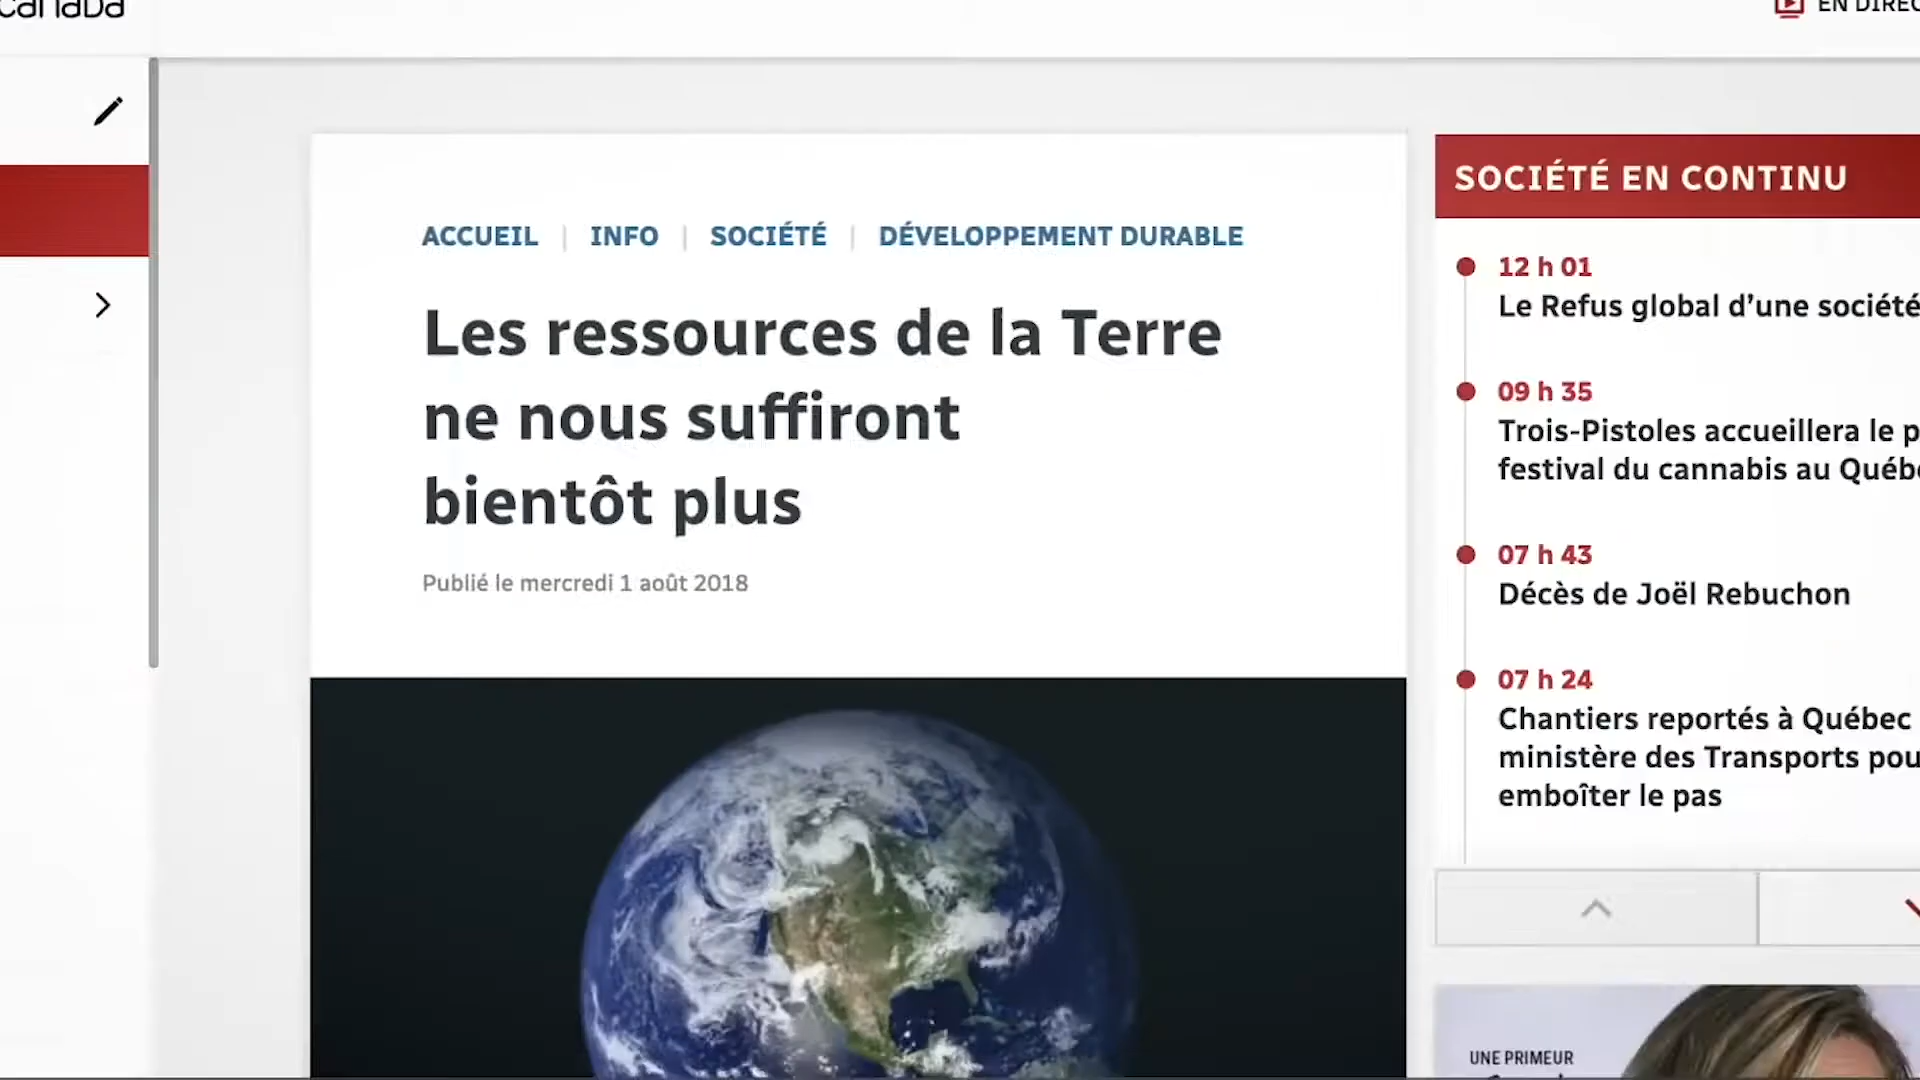 canada
EN DIREC
ACCUEIL | INFO | SOCIÉTÉ | DÉVELOPPEMENT DURABLE
Les ressources de la Terre
ne nous suffiront
bientôt plus
Publié le mercredi 1 août 2018
SOCIÉTÉ EN CONTINU
12 h 01
Le Refus global d’une société
09 h 35
Trois-Pistoles accueillera le p
festival du cannabis au Québe
07 h 43
Décès de Joël Rebuchon
07 h 24
Chantiers reportés à Québec
ministère des Transports pou
emboîter le pas
UNE PRIMEUR